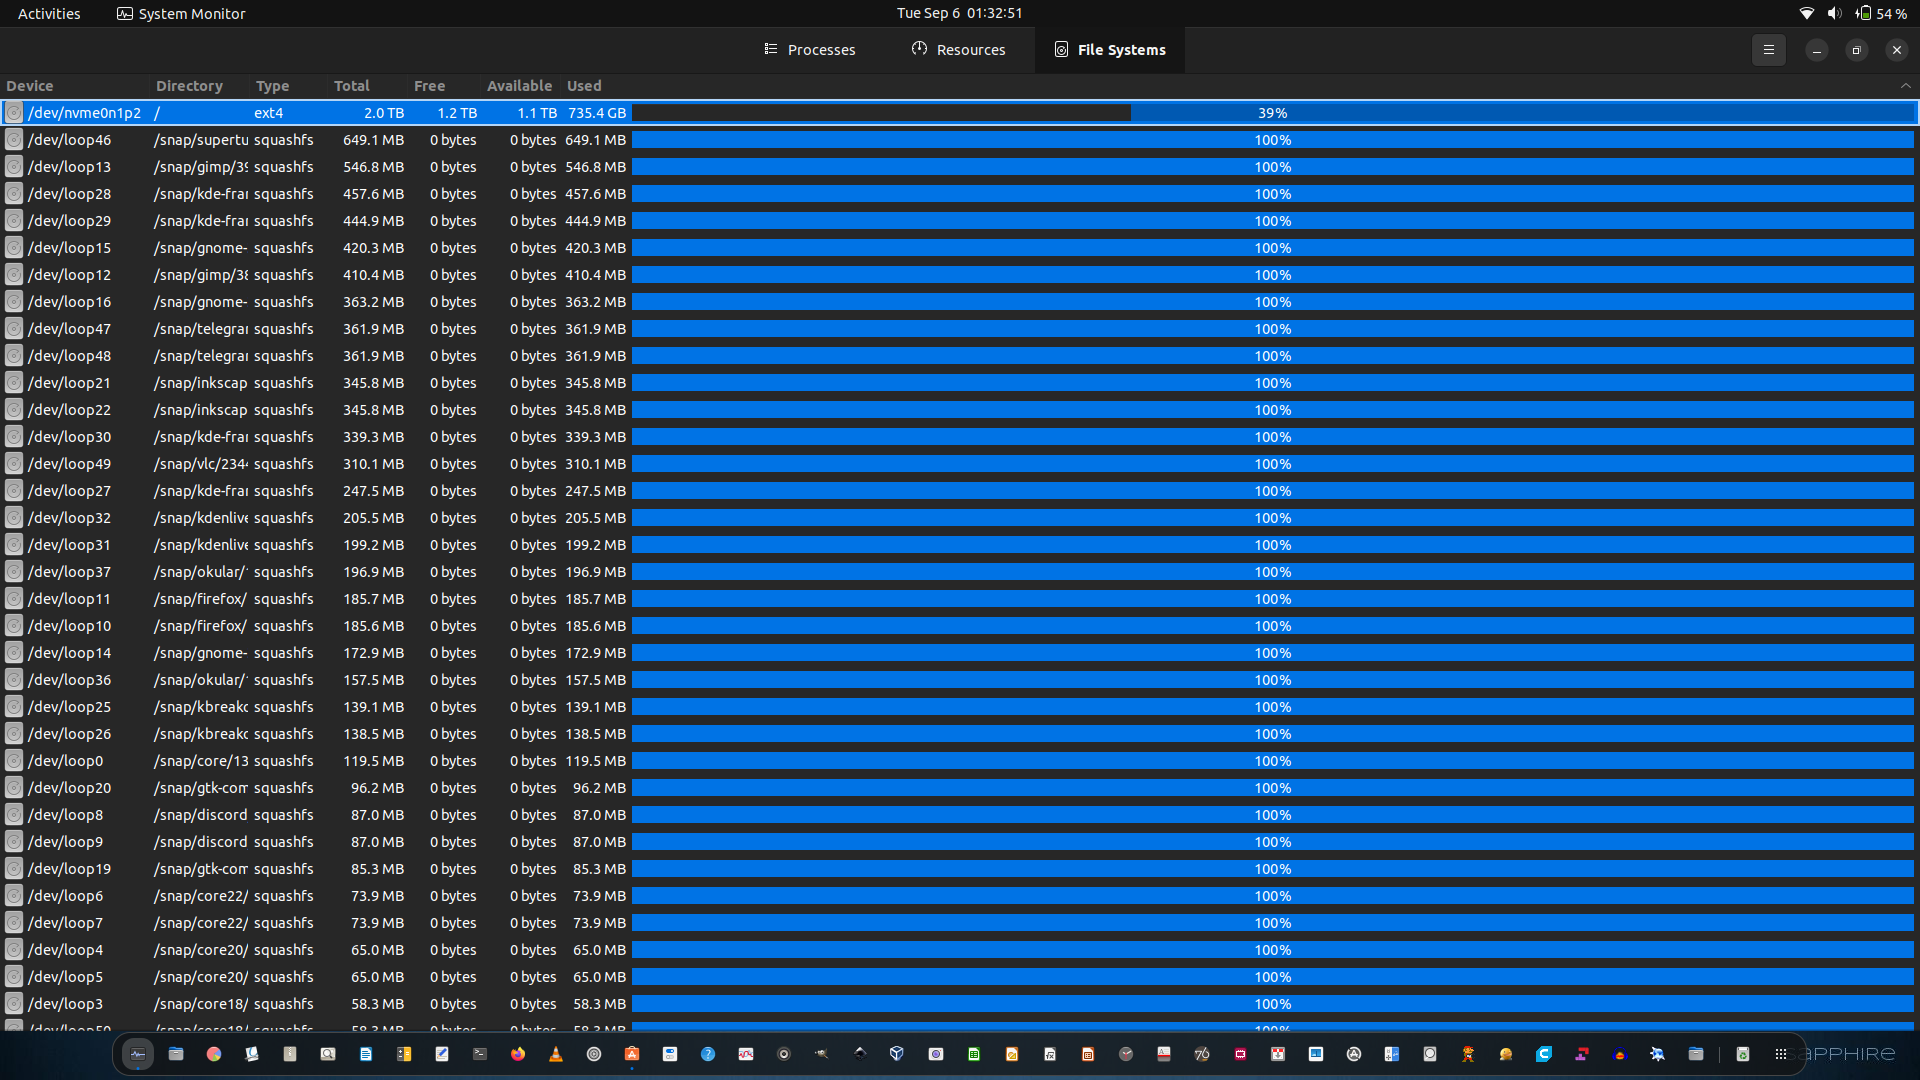 Activities System Monitor Tue Sep 6 01:32:51 54 %
Processes Resources File Systems
Device Directory Type Total Free Available Used
/dev/nvme0n1p2 / ext4 2.0 TB 1.2 TB 1.1 TB 735.4 GB 39%
/dev/loop46 /snap/supertu squashfs 649.1 MB 0 bytes 0 bytes 649.1 MB 100%
/dev/loop13 /snap/gimp/39 squashfs 546.8 MB 0 bytes 0 bytes 546.8 MB 100%
/dev/loop28 /snap/kde-fra squashfs 457.6 MB 0 bytes 0 bytes 457.6 MB 100%
/dev/loop29 /snap/kde-fra squashfs 444.9 MB 0 bytes 0 bytes 444.9 MB 100%
/dev/loop15 /snap/gnome- squashfs 420.3 MB 0 bytes 0 bytes 420.3 MB 100%
/dev/loop12 /snap/gimp/38 squashfs 410.4 MB 0 bytes 0 bytes 410.4 MB 100%
/dev/loop16 /snap/gnome- squashfs 363.2 MB 0 bytes 0 bytes 363.2 MB 100%
/dev/loop47 /snap/telegra squashfs 361.9 MB 0 bytes 0 bytes 361.9 MB 100%
/dev/loop48 /snap/telegra squashfs 361.9 MB 0 bytes 0 bytes 361.9 MB 100%
/dev/loop21 /snap/inkscap squashfs 345.8 MB 0 bytes 0 bytes 345.8 MB 100%
/dev/loop22 /snap/inkscap squashfs 345.8 MB 0 bytes 0 bytes 345.8 MB 100%
/dev/loop30 /snap/kde-fra squashfs 339.3 MB 0 bytes 0 bytes 339.3 MB 100%
/dev/loop49 /snap/vlc/234 squashfs 310.1 MB 0 bytes 0 bytes 310.1 MB 100%
/dev/loop27 /snap/kde-fra squashfs 247.5 MB 0 bytes 0 bytes 247.5 MB 100%
/dev/loop32 /snap/kdenlive squashfs 205.5 MB 0 bytes 0 bytes 205.5 MB 100%
/dev/loop31 /snap/kdenlive squashfs 199.2 MB 0 bytes 0 bytes 199.2 MB 100%
/dev/loop37 /snap/okular/ squashfs 196.9 MB 0 bytes 0 bytes 196.9 MB 100%
/dev/loop11 /snap/firefox/ squashfs 185.7 MB 0 bytes 0 bytes 185.7 MB 100%
/dev/loop10 /snap/firefox/ squashfs 185.6 MB 0 bytes 0 bytes 185.6 MB 100%
/dev/loop14 /snap/gnome- squashfs 172.9 MB 0 bytes 0 bytes 172.9 MB 100%
/dev/loop36 /snap/okular/ squashfs 157.5 MB 0 bytes 0 bytes 157.5 MB 100%
/dev/loop25 /snap/kbreako squashfs 139.1 MB 0 bytes 0 bytes 139.1 MB 100%
/dev/loop26 /snap/kbreako squashfs 138.5 MB 0 bytes 0 bytes 138.5 MB 100%
/dev/loop0 /snap/core/13 squashfs 119.5 MB 0 bytes 0 bytes 119.5 MB 100%
/dev/loop20 /snap/gtk-com squashfs 96.2 MB 0 bytes 0 bytes 96.2 MB 100%
/dev/loop8 /snap/discord squashfs 87.0 MB 0 bytes 0 bytes 87.0 MB 100%
/dev/loop9 /snap/discord squashfs 87.0 MB 0 bytes 0 bytes 87.0 MB 100%
/dev/loop19 /snap/gtk-com squashfs 85.3 MB 0 bytes 0 bytes 85.3 MB 100%
/dev/loop6 /snap/core22/ squashfs 73.9 MB 0 bytes 0 bytes 73.9 MB 100%
/dev/loop7 /snap/core22/ squashfs 73.9 MB 0 bytes 0 bytes 73.9 MB 100%
/dev/loop4 /snap/core20/ squashfs 65.0 MB 0 bytes 0 bytes 65.0 MB 100%
/dev/loop5 /snap/core20/ squashfs 65.0 MB 0 bytes 0 bytes 65.0 MB 100%
/dev/loop3 /snap/core18/ squashfs 58.3 MB 0 bytes 0 bytes 58.3 MB 100%
/dev/loop50 /snap/core18/ squashfs 58.3 MB 0 bytes 0 bytes 58.3 MB 100%
76 SAPPHIRE